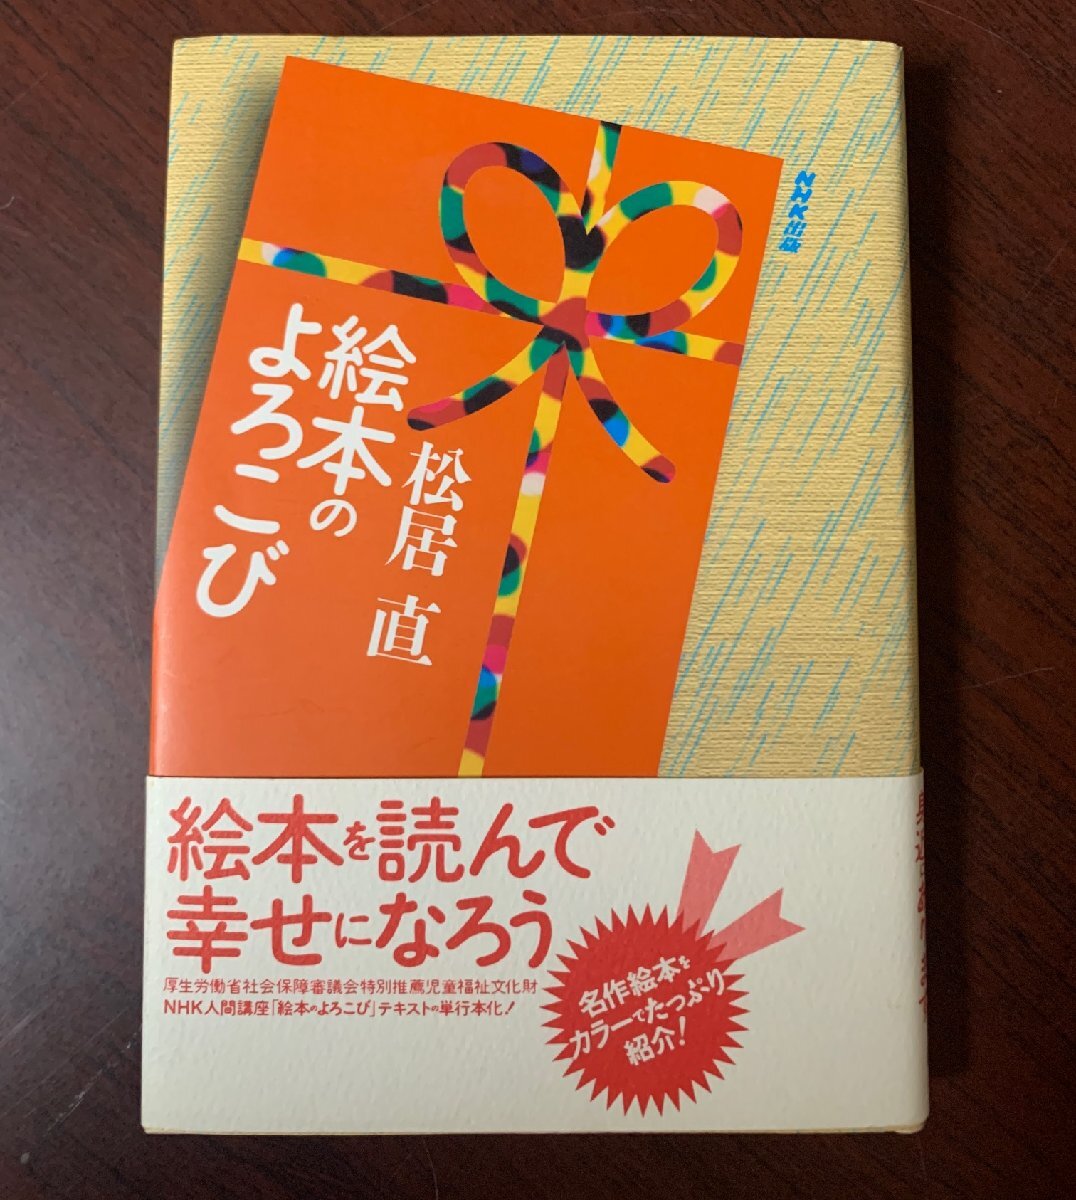 絵本の
よろこび
松居 直
NHK出版
絵本を読んで
幸せになろう
厚生労働省社会保障審議会特別推薦児童福祉文化財
NHK人間講座「絵本のよろこび」テキストの単行本化!
名作絵本を
カラーでたっぷり
紹介!